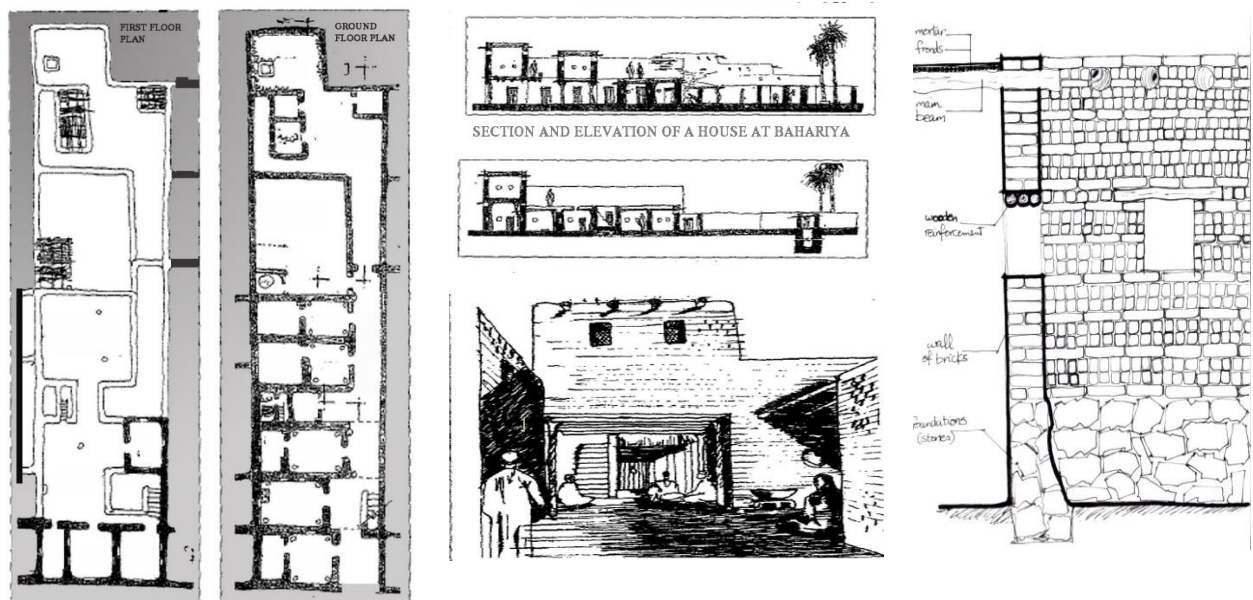 FIRST FLOOR
PLAN
GROUND
FLOOR PLAN
SECTION AND ELEVATION OF A HOUSE AT BAHARIYA
mortar
fronds
main
beam
wooden
reinforcement
wall
of bricks
foundations
(stones)